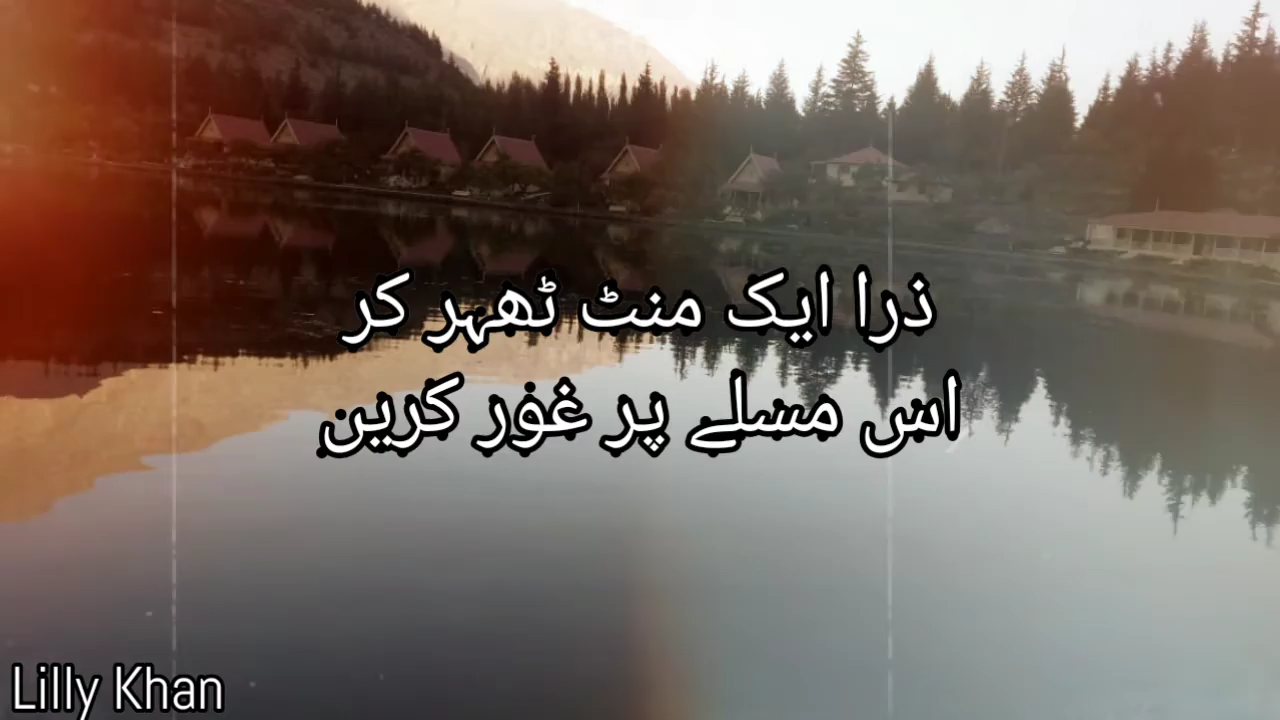 ذرا ایک منٹ ٹھہر کر
اس مسلے پر غور کریں
Lilly Khan